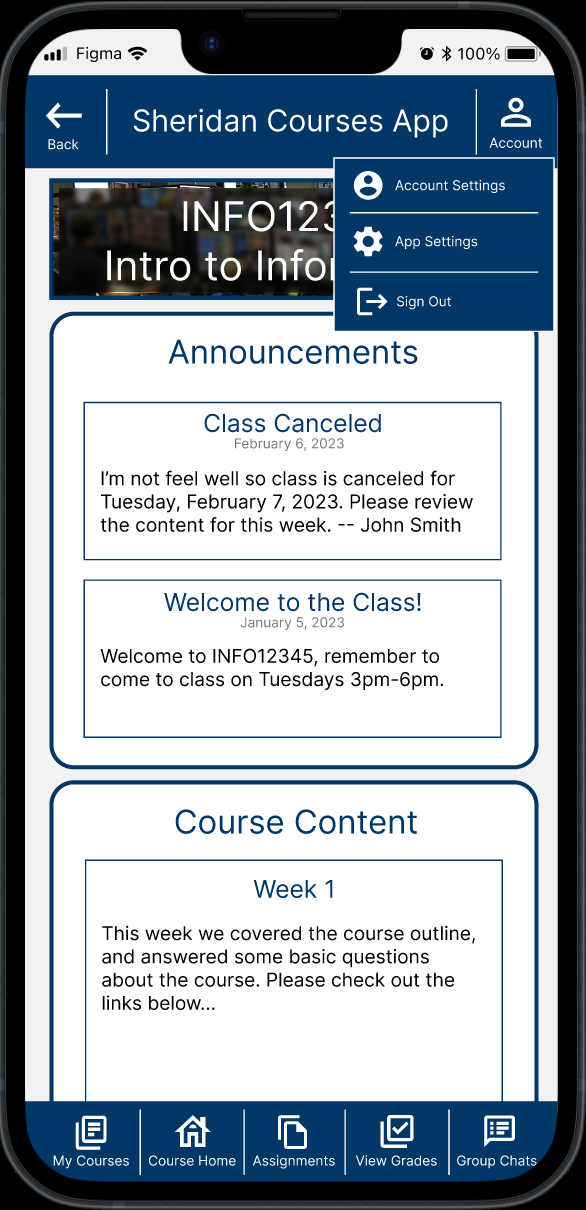 Figma
100%
Back
Sheridan Courses App
Account
Account Settings
App Settings
Sign Out
INFO123
Intro to Infor
Announcements
Class Canceled
February 6, 2023
I’m not feel well so class is canceled for
Tuesday, February 7, 2023. Please review
the content for this week. -- John Smith
Welcome to the Class!
January 5, 2023
Welcome to INFO12345, remember to
come to class on Tuesdays 3pm-6pm.
Course Content
Week 1
This week we covered the course outline,
and answered some basic questions
about the course. Please check out the
links below...
My Courses
Course Home
Assignments
View Grades
Group Chats